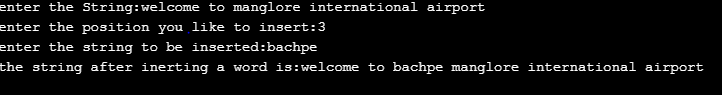 enter the String:welcome to manglore international airport
enter the position you like to insert:3
enter the string to be inserted:bachpe
the string after inerting a word is:welcome to bachpe manglore international airport